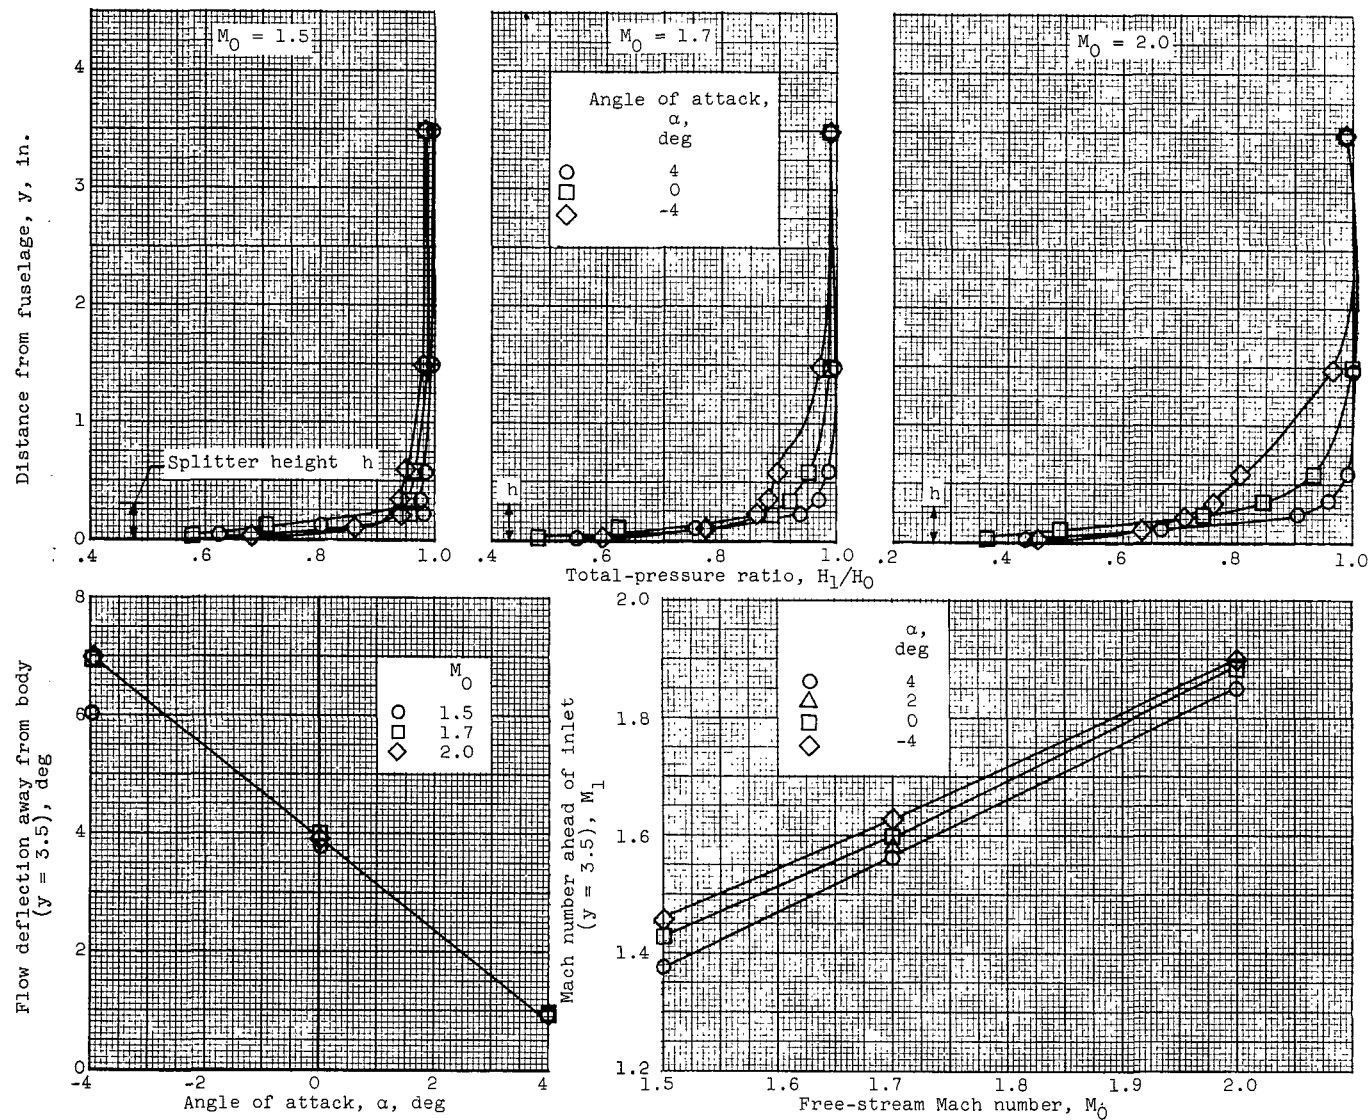 M0 = 1.5
M0 = 1.7
M0 = 2.0
Distance from fuselage, y, in.
4
3
2
1
0
Angle of attack,
α,
deg
4
0
-4
Splitter height h
h
h
.4
.6
.8
1.0
.4
.6
.8
1.0
.2
.4
.6
.8
1.0
Total-pressure ratio, H1/H0
Flow deflection away from body
(y = 3.5), deg
8
6
4
2
0
M0
1.5
1.7
2.0
-4
-2
0
2
4
Angle of attack, α, deg
Mach number ahead of inlet
(y = 3.5), M1
2.0
1.8
1.6
1.4
1.2
α,
deg
4
2
0
-4
1.5
1.6
1.7
1.8
1.9
2.0
Free-stream Mach number, M0